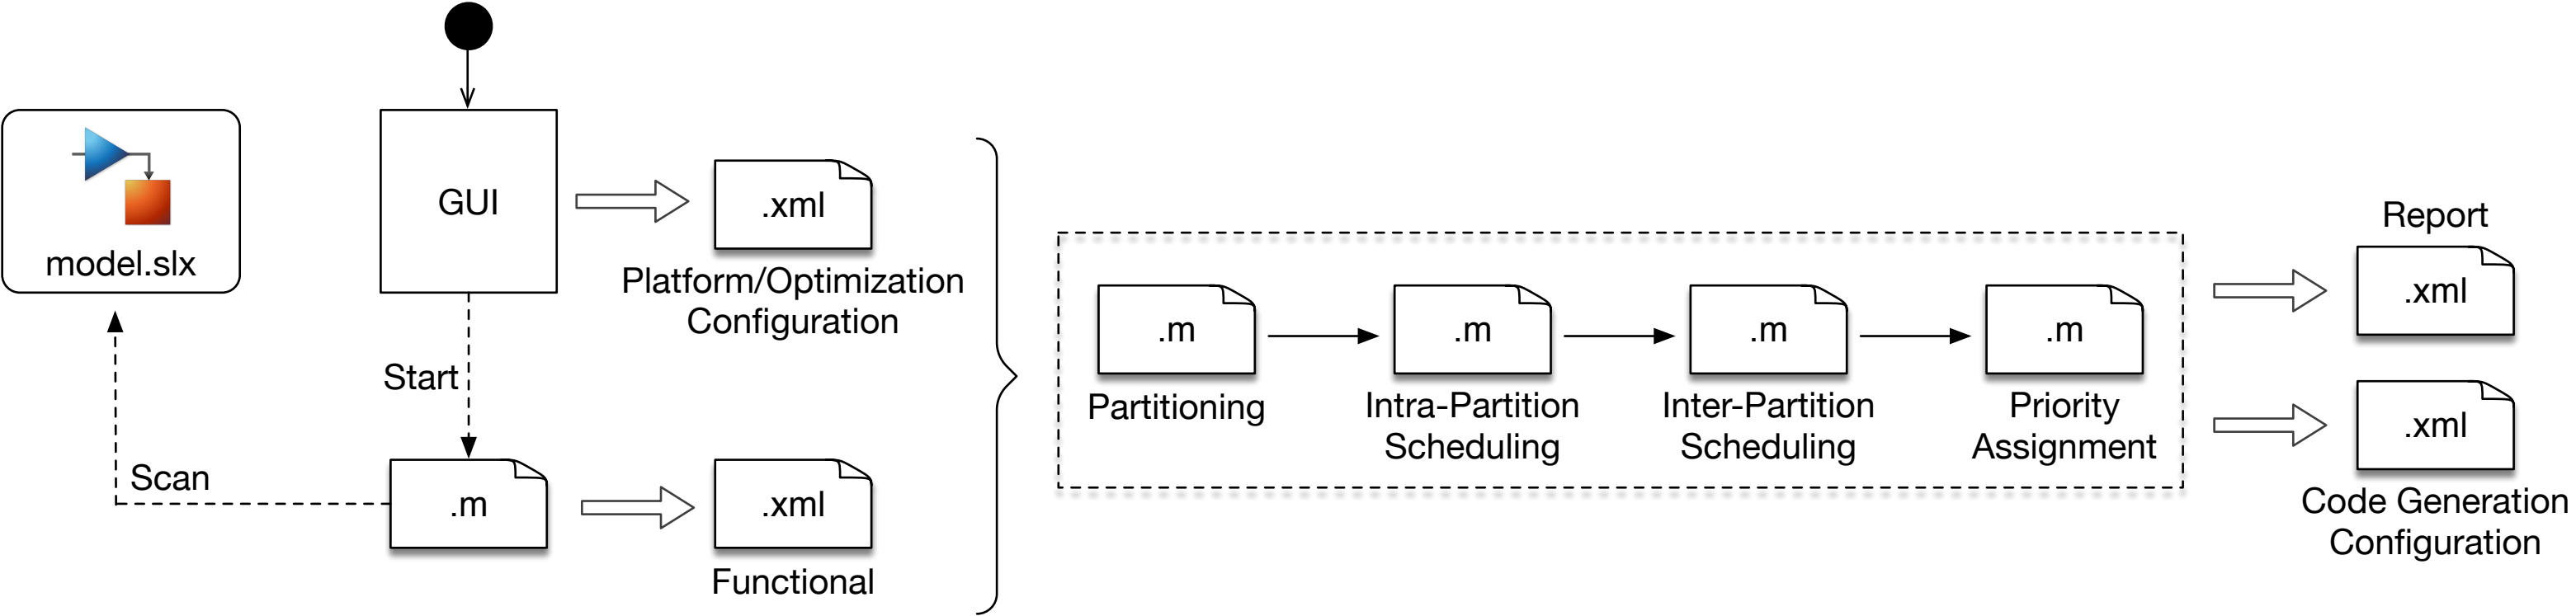 model.slx
GUI
.xml
Platform/Optimization
Configuration
Start
Scan
.m
.xml
Functional
.m
Partitioning
.m
Intra-Partition
Scheduling
.m
Inter-Partition
Scheduling
.m
Priority
Assignment
Report
.xml
.xml
Code Generation
Configuration